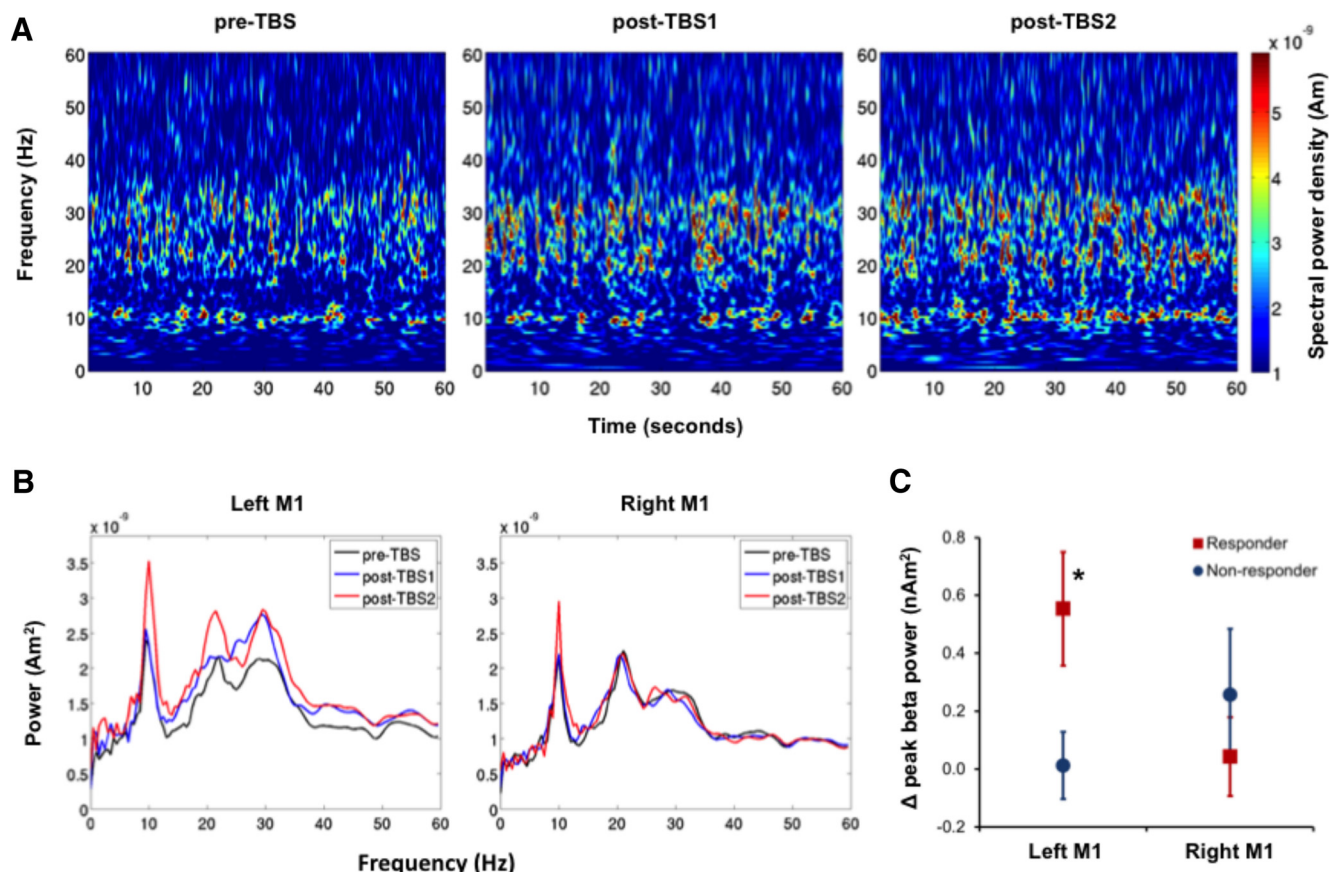 A
pre-TBS
post-TBS1
post-TBS2
x 10^-9
Frequency (Hz)
60
50
40
30
20
10
0
10 20 30 40 50 60
60
50
40
30
20
10
0
10 20 30 40 50 60
60
50
40
30
20
10
0
10 20 30 40 50 60
5
4
3
2
1
Spectral power density (Am)
Time (seconds)
B
Left M1
x 10^-9
Power (Am²)
3.5
3
2.5
2
1.5
1
0.5
0
0 10 20 30 40 50 60
pre-TBS
post-TBS1
post-TBS2
Right M1
x 10^-9
3.5
3
2.5
2
1.5
1
0.5
0
0 10 20 30 40 50 60
pre-TBS
post-TBS1
post-TBS2
Frequency (Hz)
C
Δ peak beta power (nAm²)
0.8
0.6
0.4
0.2
0.0
-0.2
Responder
Non-responder
*
Left M1
Right M1